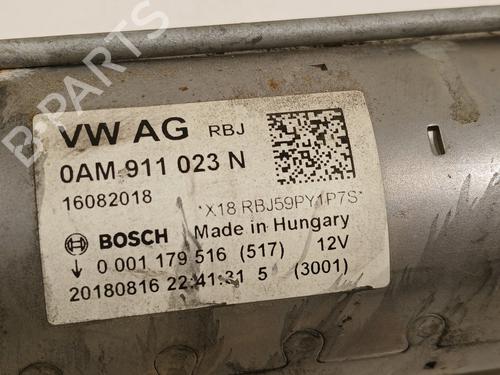 B-PARTS
VW AG RBJ
0AM 911 023 N
16082018
*X18 RBJ59PY1P7S*
Made in Hungary
BOSCH
0 001 179 516 (517) 12V
20180816 22:41:31 5 (3001)